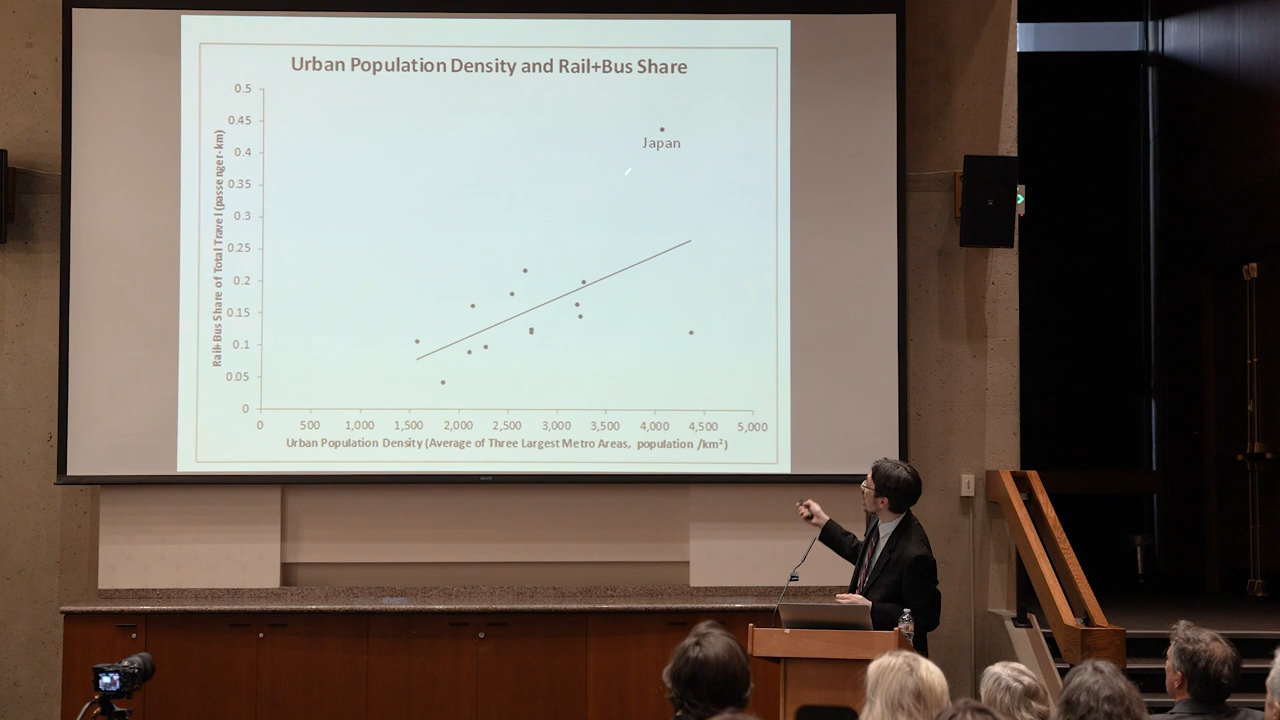 Urban Population Density and Rail+Bus Share
Rail+Bus Share of Total Travel (passenger-km)
0.5
0.45
0.4
0.35
0.3
0.25
0.2
0.15
0.1
0.05
0
Japan
0 500 1,000 1,500 2,000 2,500 3,000 3,500 4,000 4,500 5,000
Urban Population Density (Average of Three Largest Metro Areas, population /km²)